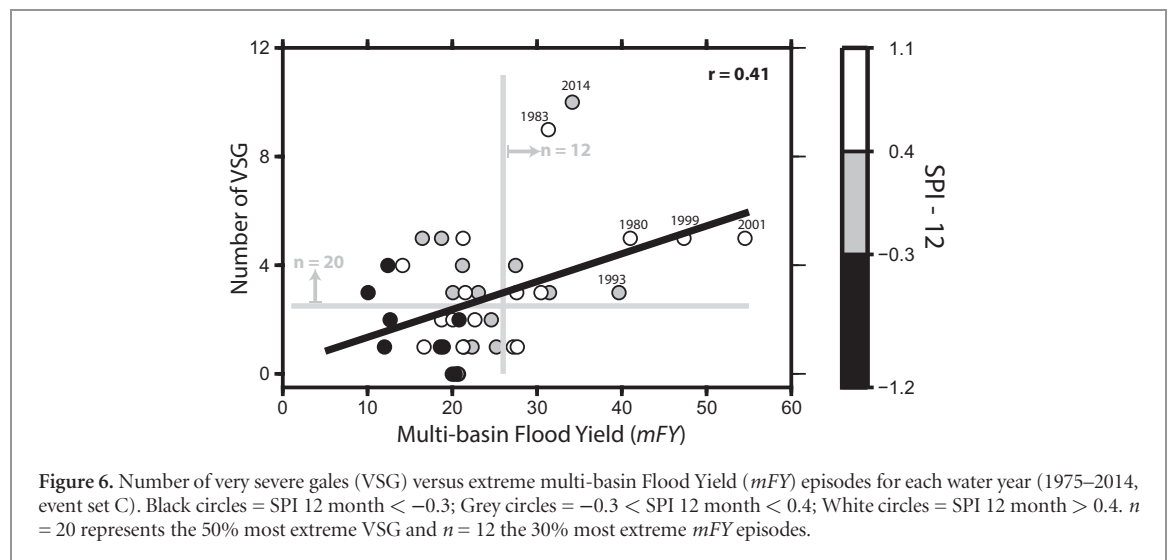 12
8
4
0
Number of VSG
0 10 20 30 40 50 60
Multi-basin Flood Yield (mFY)
r = 0.41
2014
1983
n = 12
1980 1999 2001
1993
n = 20
1.1
0.4
−0.3
−1.2
SPI - 12
Figure 6. Number of very severe gales (VSG) versus extreme multi-basin Flood Yield (mFY) episodes for each water year (1975–2014,
event set C). Black circles = SPI 12 month < −0.3; Grey circles = −0.3 < SPI 12 month < 0.4; White circles = SPI 12 month > 0.4. n
= 20 represents the 50% most extreme VSG and n = 12 the 30% most extreme mFY episodes.